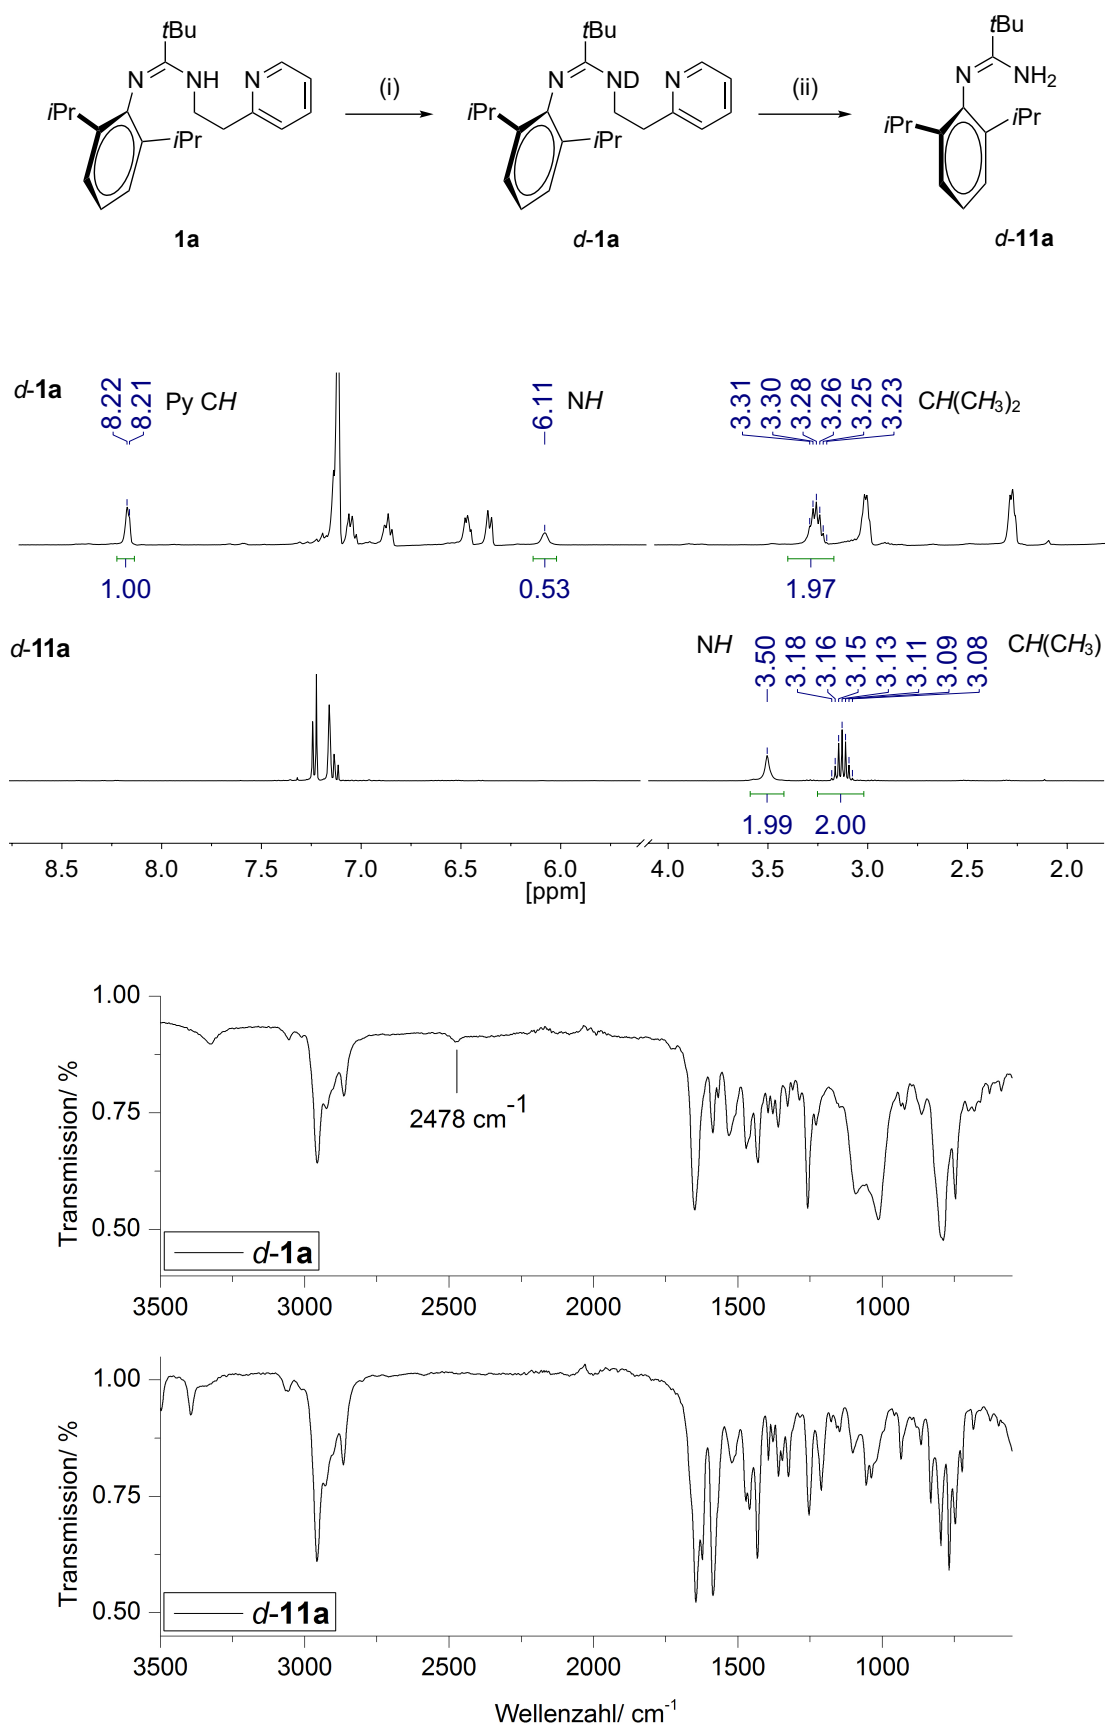 tBu
tBu
tBu
N
NH
N
(i)
N
ND
N
(ii)
N
NH2
iPr
iPr
iPr
iPr
iPr
iPr
1a
d-1a
d-11a
d-1a
8.22
8.21
Py CH
6.11
NH
3.31
3.30
3.28
3.26
3.25
3.23
CH(CH3)2
1.00
0.53
1.97
d-11a
NH
3.50
3.18
3.16
3.15
3.13
3.11
3.09
3.08
CH(CH3)
1.99
2.00
8.5 8.0 7.5 7.0 6.5 6.0 4.0 3.5 3.0 2.5 2.0
[ppm]
Transmission/ %
1.00
0.75
0.50
2478 cm-1
d-1a
3500 3000 2500 2000 1500 1000
Transmission/ %
1.00
0.75
0.50
d-11a
3500 3000 2500 2000 1500 1000
Wellenzahl/ cm-1